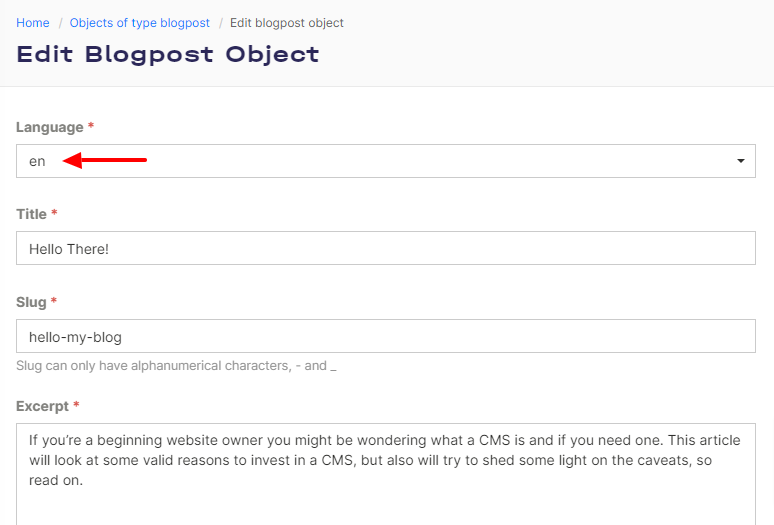 Home / Objects of type blogpost / Edit blogpost object
Edit Blogpost Object
Language *
en
Title *
Hello There!
Slug *
hello-my-blog
Slug can only have alphanumerical characters, - and _
Excerpt *
If you’re a beginning website owner you might be wondering what a CMS is and if you need one. This article
will look at some valid reasons to invest in a CMS, but also will try to shed some light on the caveats, so
read on.